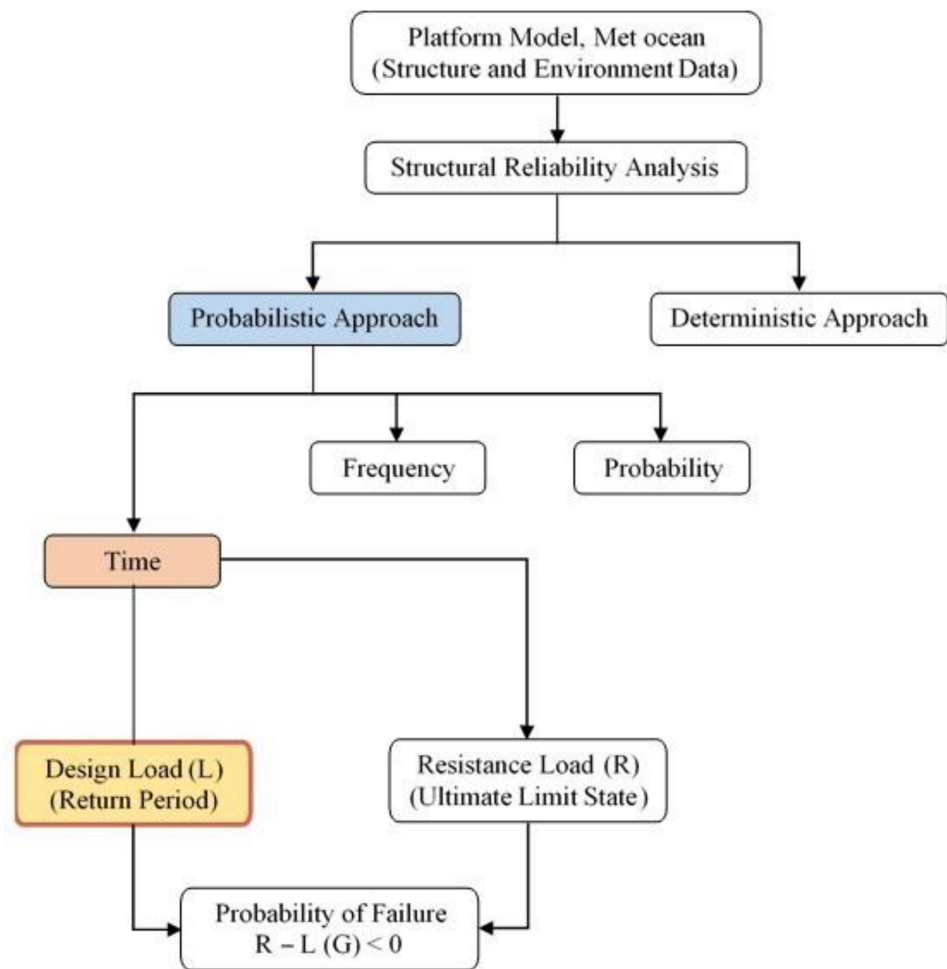 Platform Model, Met ocean
(Structure and Environment Data)
Structural Reliability Analysis
Probabilistic Approach
Deterministic Approach
Frequency
Probability
Time
Design Load (L)
(Return Period)
Resistance Load (R)
(Ultimate Limit State)
Probability of Failure
R – L (G) < 0